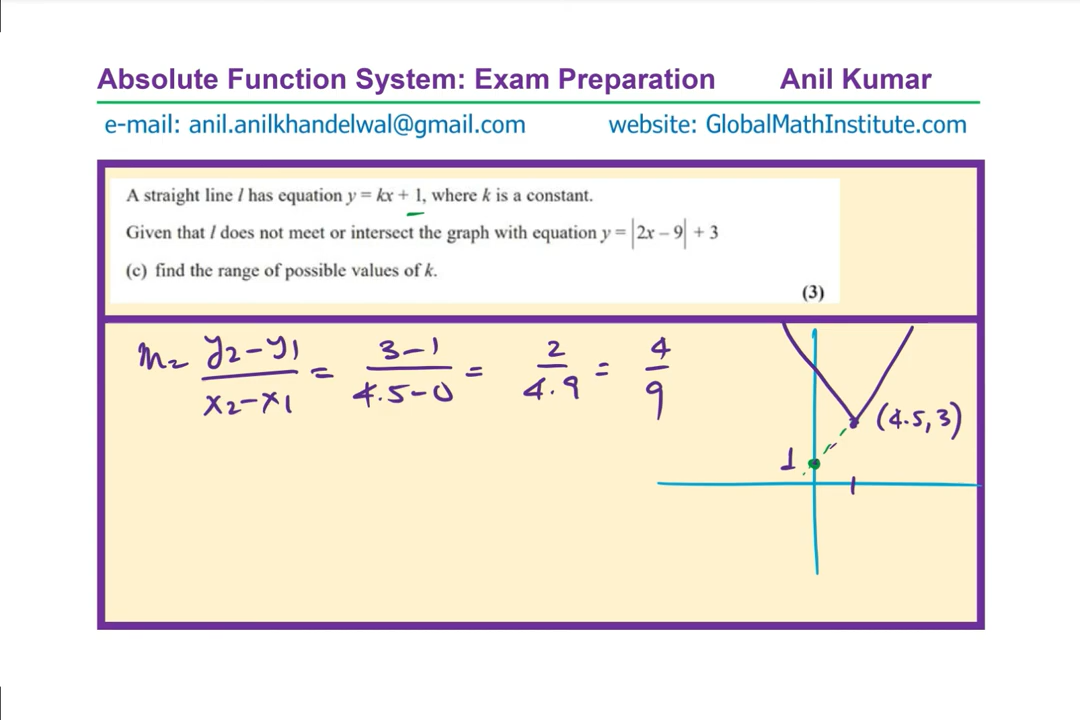 Absolute Function System: Exam Preparation Anil Kumar
e-mail: anil.anilkhandelwal@gmail.com website: GlobalMathInstitute.com
A straight line l has equation y = kx + 1, where k is a constant.
Given that l does not meet or intersect the graph with equation y = |2x – 9| + 3
(c) find the range of possible values of k.
(3)
m = y2-y1 / x2-x1 = 3-1 / 4.5-0 = 2 / 4.9 = 4 / 9
(4.5, 3)
1